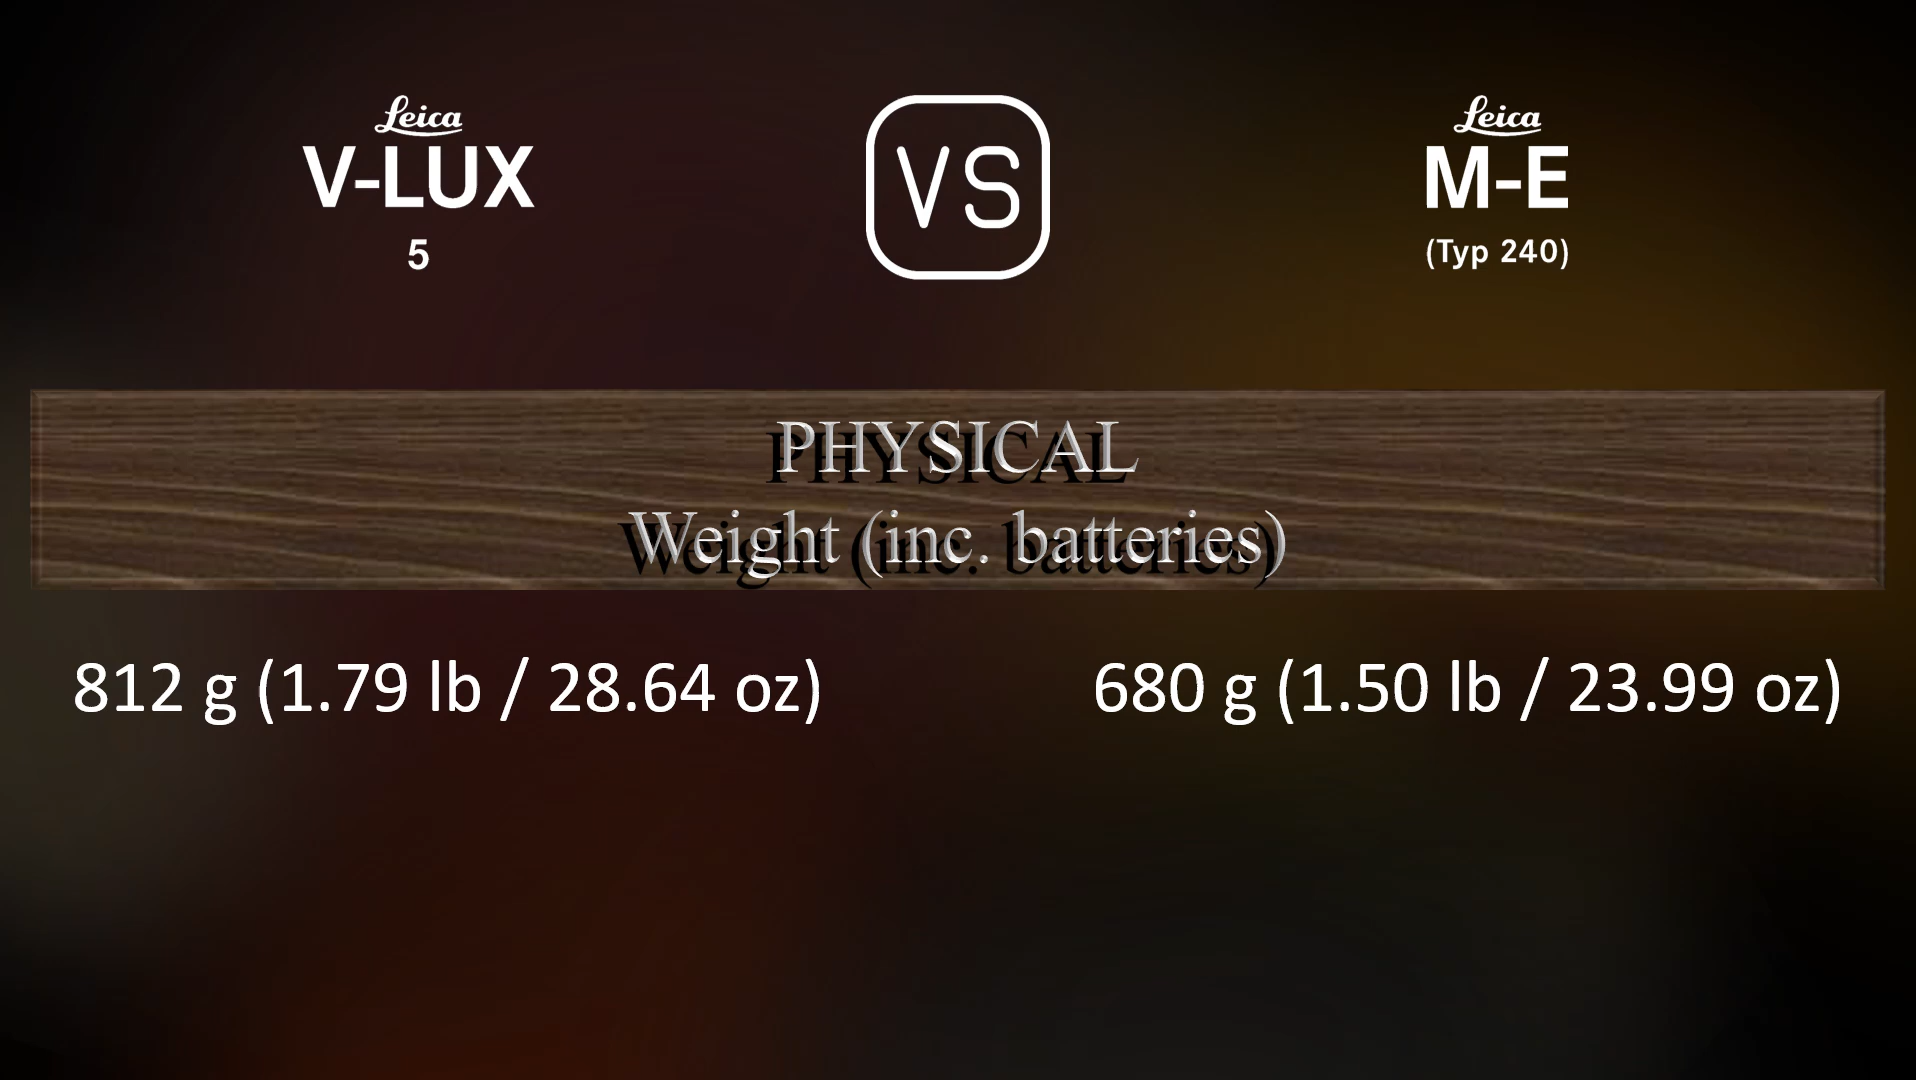 Leica
V-LUX
5
VS
Leica
M-E
(Typ 240)
PHYSICAL
Weight (inc. batteries)
812 g (1.79 lb / 28.64 oz)
680 g (1.50 lb / 23.99 oz)